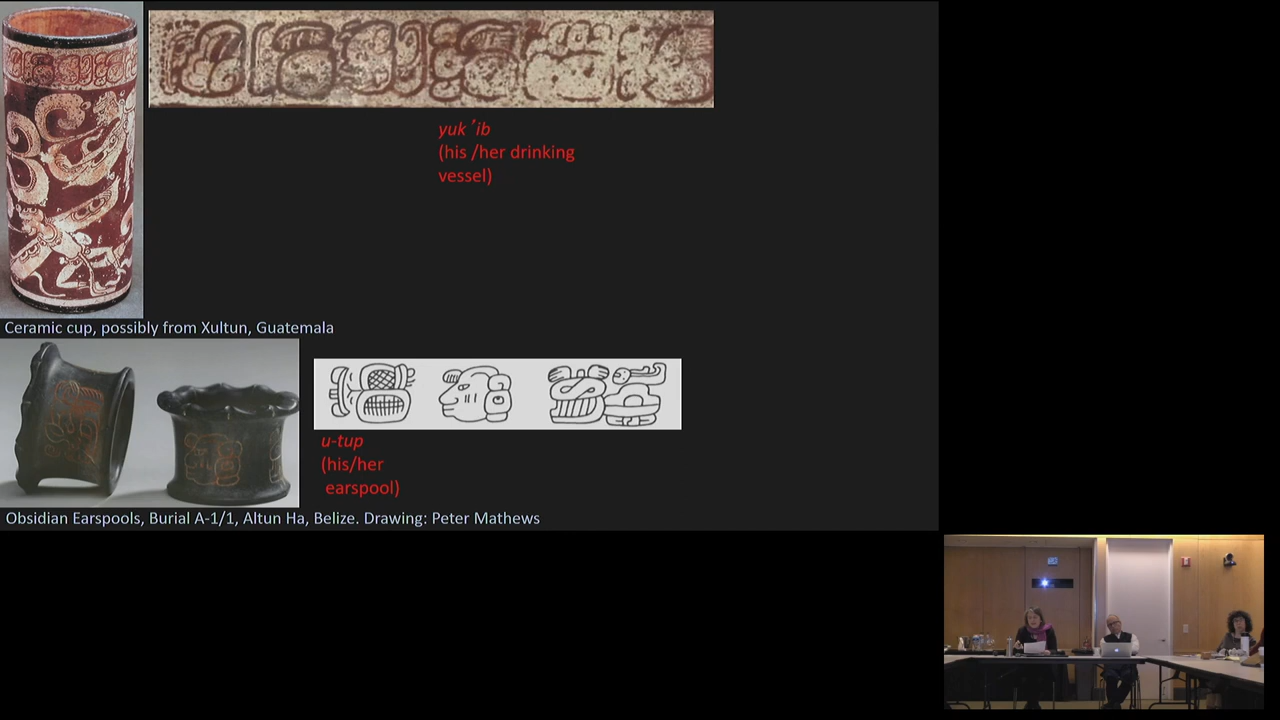 yuk´ib
(his /her drinking
vessel)
Ceramic cup, possibly from Xultun, Guatemala
u-tup
(his/her
earspool)
Obsidian Earspools, Burial A-1/1, Altun Ha, Belize. Drawing: Peter Mathews